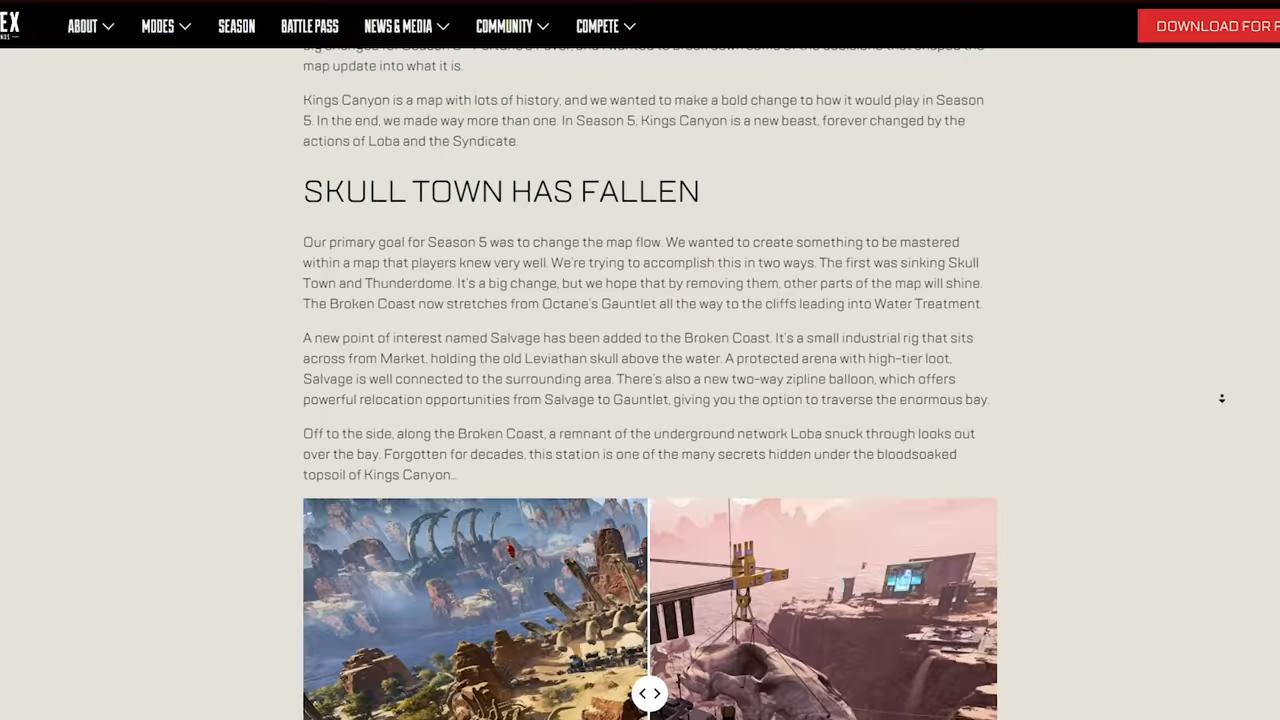 EX
ABOUT MODES SEASON BATTLE PASS NEWS & MEDIA COMMUNITY COMPETE
DOWNLOAD FOR F
map update into what it is.
Kings Canyon is a map with lots of history, and we wanted to make a bold change to how it would play in Season
5. In the end, we made way more than one. In Season 5, Kings Canyon is a new beast, forever changed by the
actions of Loba and the Syndicate.
SKULL TOWN HAS FALLEN
Our primary goal for Season 5 was to change the map flow. We wanted to create something to be mastered
within a map that players knew very well. We're trying to accomplish this in two ways. The first was sinking Skull
Town and Thunderdome. It's a big change, but we hope that by removing them, other parts of the map will shine.
The Broken Coast now stretches from Octane's Gauntlet all the way to the cliffs leading into Water Treatment.
A new point of interest named Salvage has been added to the Broken Coast. It's a small industrial rig that sits
across from Market, holding the old Leviathan skull above the water. A protected arena with high-tier loot,
Salvage is well connected to the surrounding area. There's also a new two-way zipline balloon, which offers
powerful relocation opportunities from Salvage to Gauntlet, giving you the option to traverse the enormous bay.
Off to the side, along the Broken Coast, a remnant of the underground network Loba snuck through looks out
over the bay. Forgotten for decades, this station is one of the many secrets hidden under the bloodsoaked
topsoil of Kings Canyon...